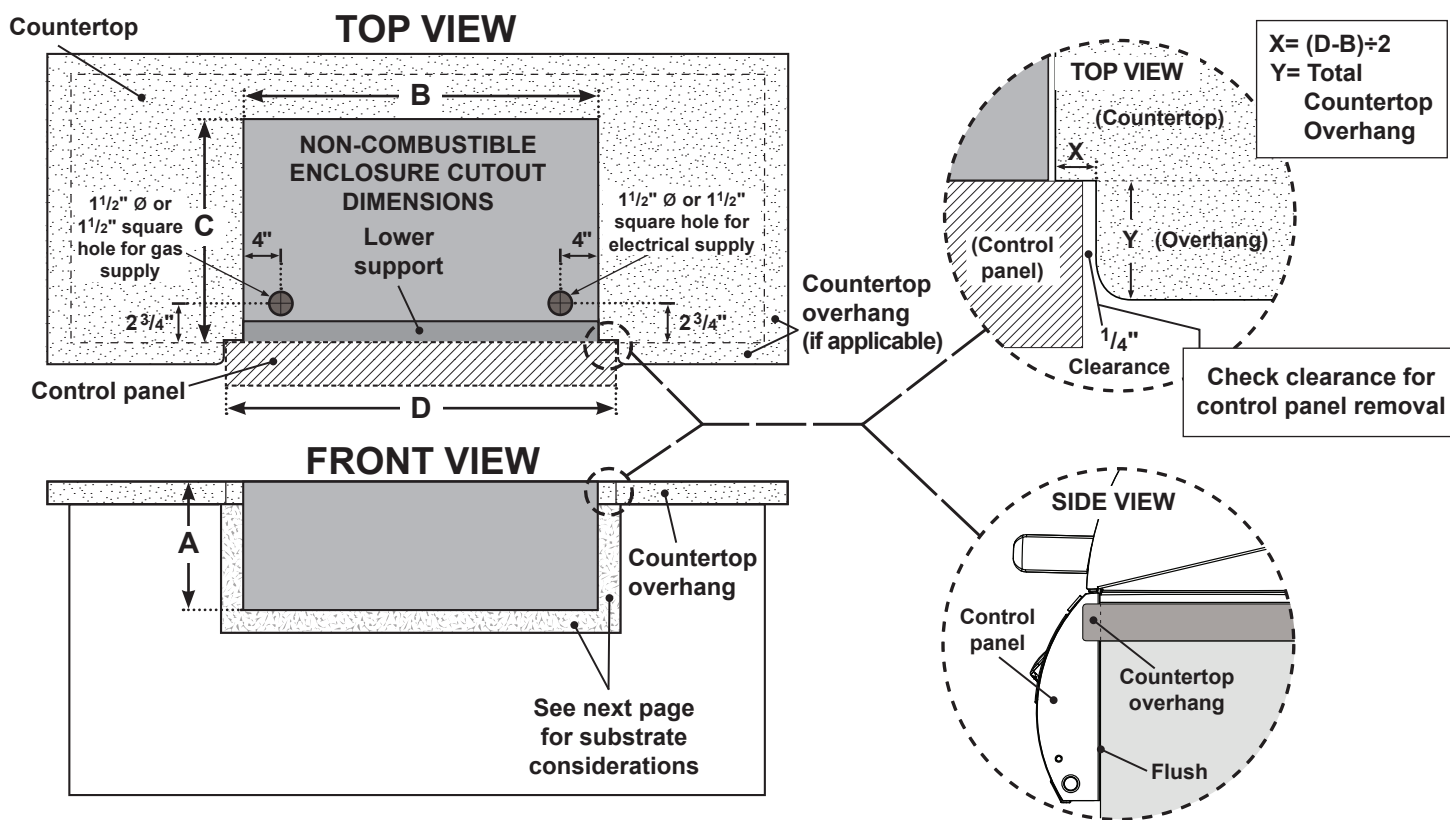 Countertop
TOP VIEW
B
NON-COMBUSTIBLE
ENCLOSURE CUTOUT
DIMENSIONS
Lower
support
C
1 1/2" Ø or
1 1/2" square
hole for gas
supply
4"
4"
1 1/2" Ø or 1 1/2"
square hole for
electrical supply
2 3/4"
2 3/4"
Countertop
overhang
(if applicable)
Control panel
D
TOP VIEW
(Countertop)
X
(Control
panel)
Y
(Overhang)
1/4"
Clearance
X= (D-B)÷2
Y= Total
Countertop
Overhang
Check clearance for
control panel removal
FRONT VIEW
A
Countertop
overhang
See next page
for substrate
considerations
SIDE VIEW
Control
panel
Countertop
overhang
Flush